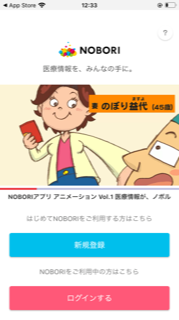 App Store
12:33
?
NOBORI
医療情報を、みんなの手に。
ますよ
妻 のぼり益代 (45歳)
NOBORIアプリ アニメーション Vol.1 医療情報が、ノボル
はじめてNOBORIをご利用する方はこちら
新規登録
NOBORIをご利用中の方はこちら
ログインする